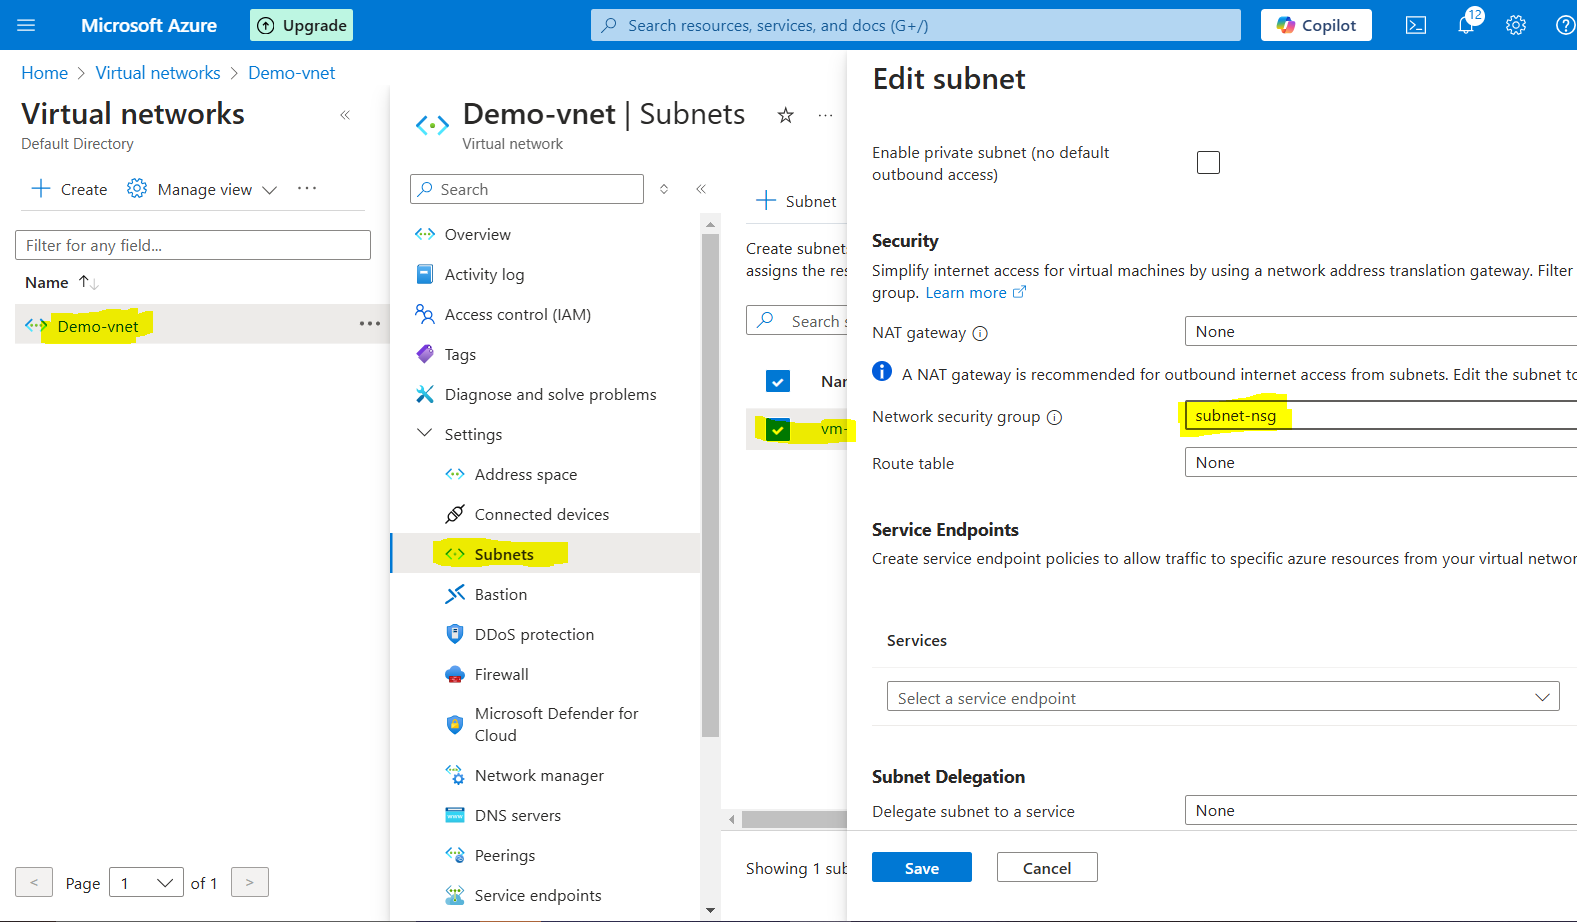 Microsoft Azure
Upgrade
Search resources, services, and docs (G+/)
Copilot
12
Home > Virtual networks > Demo-vnet
Virtual networks
Default Directory
Create
Manage view
Filter for any field...
Name
Demo-vnet
< Page 1 of 1 >
Demo-vnet | Subnets
Virtual network
Search
Overview
Activity log
Access control (IAM)
Tags
Diagnose and solve problems
Settings
Address space
Connected devices
Subnets
Bastion
DDoS protection
Firewall
Microsoft Defender for
Cloud
Network manager
DNS servers
Peerings
Service endpoints
Subnet
Create subnet
assigns the re
Search
Nar
vm-
Showing 1 sub
Edit subnet
Enable private subnet (no default
outbound access)
Security
Simplify internet access for virtual machines by using a network address translation gateway. Filter
group. Learn more
NAT gateway
None
A NAT gateway is recommended for outbound internet access from subnets. Edit the subnet to
Network security group
subnet-nsg
Route table
None
Service Endpoints
Create service endpoint policies to allow traffic to specific azure resources from your virtual networ
Services
Select a service endpoint
Subnet Delegation
Delegate subnet to a service
None
Save
Cancel